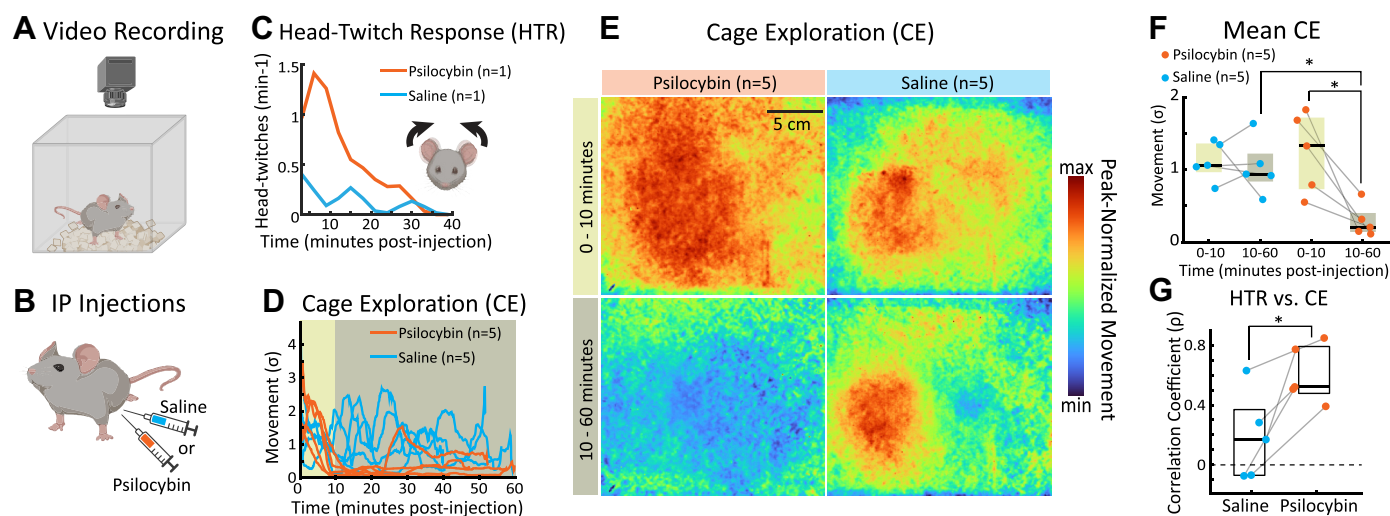 A Video Recording
B IP Injections
Saline
or
Psilocybin
C Head-Twitch Response (HTR)
Head-twitches (min-1)
1.5
1
0.5
0
Psilocybin (n=1)
Saline (n=1)
0 10 20 30 40
Time (minutes post-injection)
D Cage Exploration (CE)
Movement (σ)
4
3
2
1
0
Psilocybin (n=5)
Saline (n=5)
0 10 20 30 40 50 60
Time (minutes post-injection)
E Cage Exploration (CE)
Psilocybin (n=5) Saline (n=5)
5 cm
0 - 10 minutes
10 - 60 minutes
max
min
Peak-Normalized Movement
F Mean CE
Psilocybin (n=5)
Saline (n=5)
*
*
Movement (σ)
2
1
0
0-10 10-60 0-10 10-60
Time (minutes post-injection)
G HTR vs. CE
*
Correlation Coefficient (ρ)
0.8
0.4
0
Saline Psilocybin